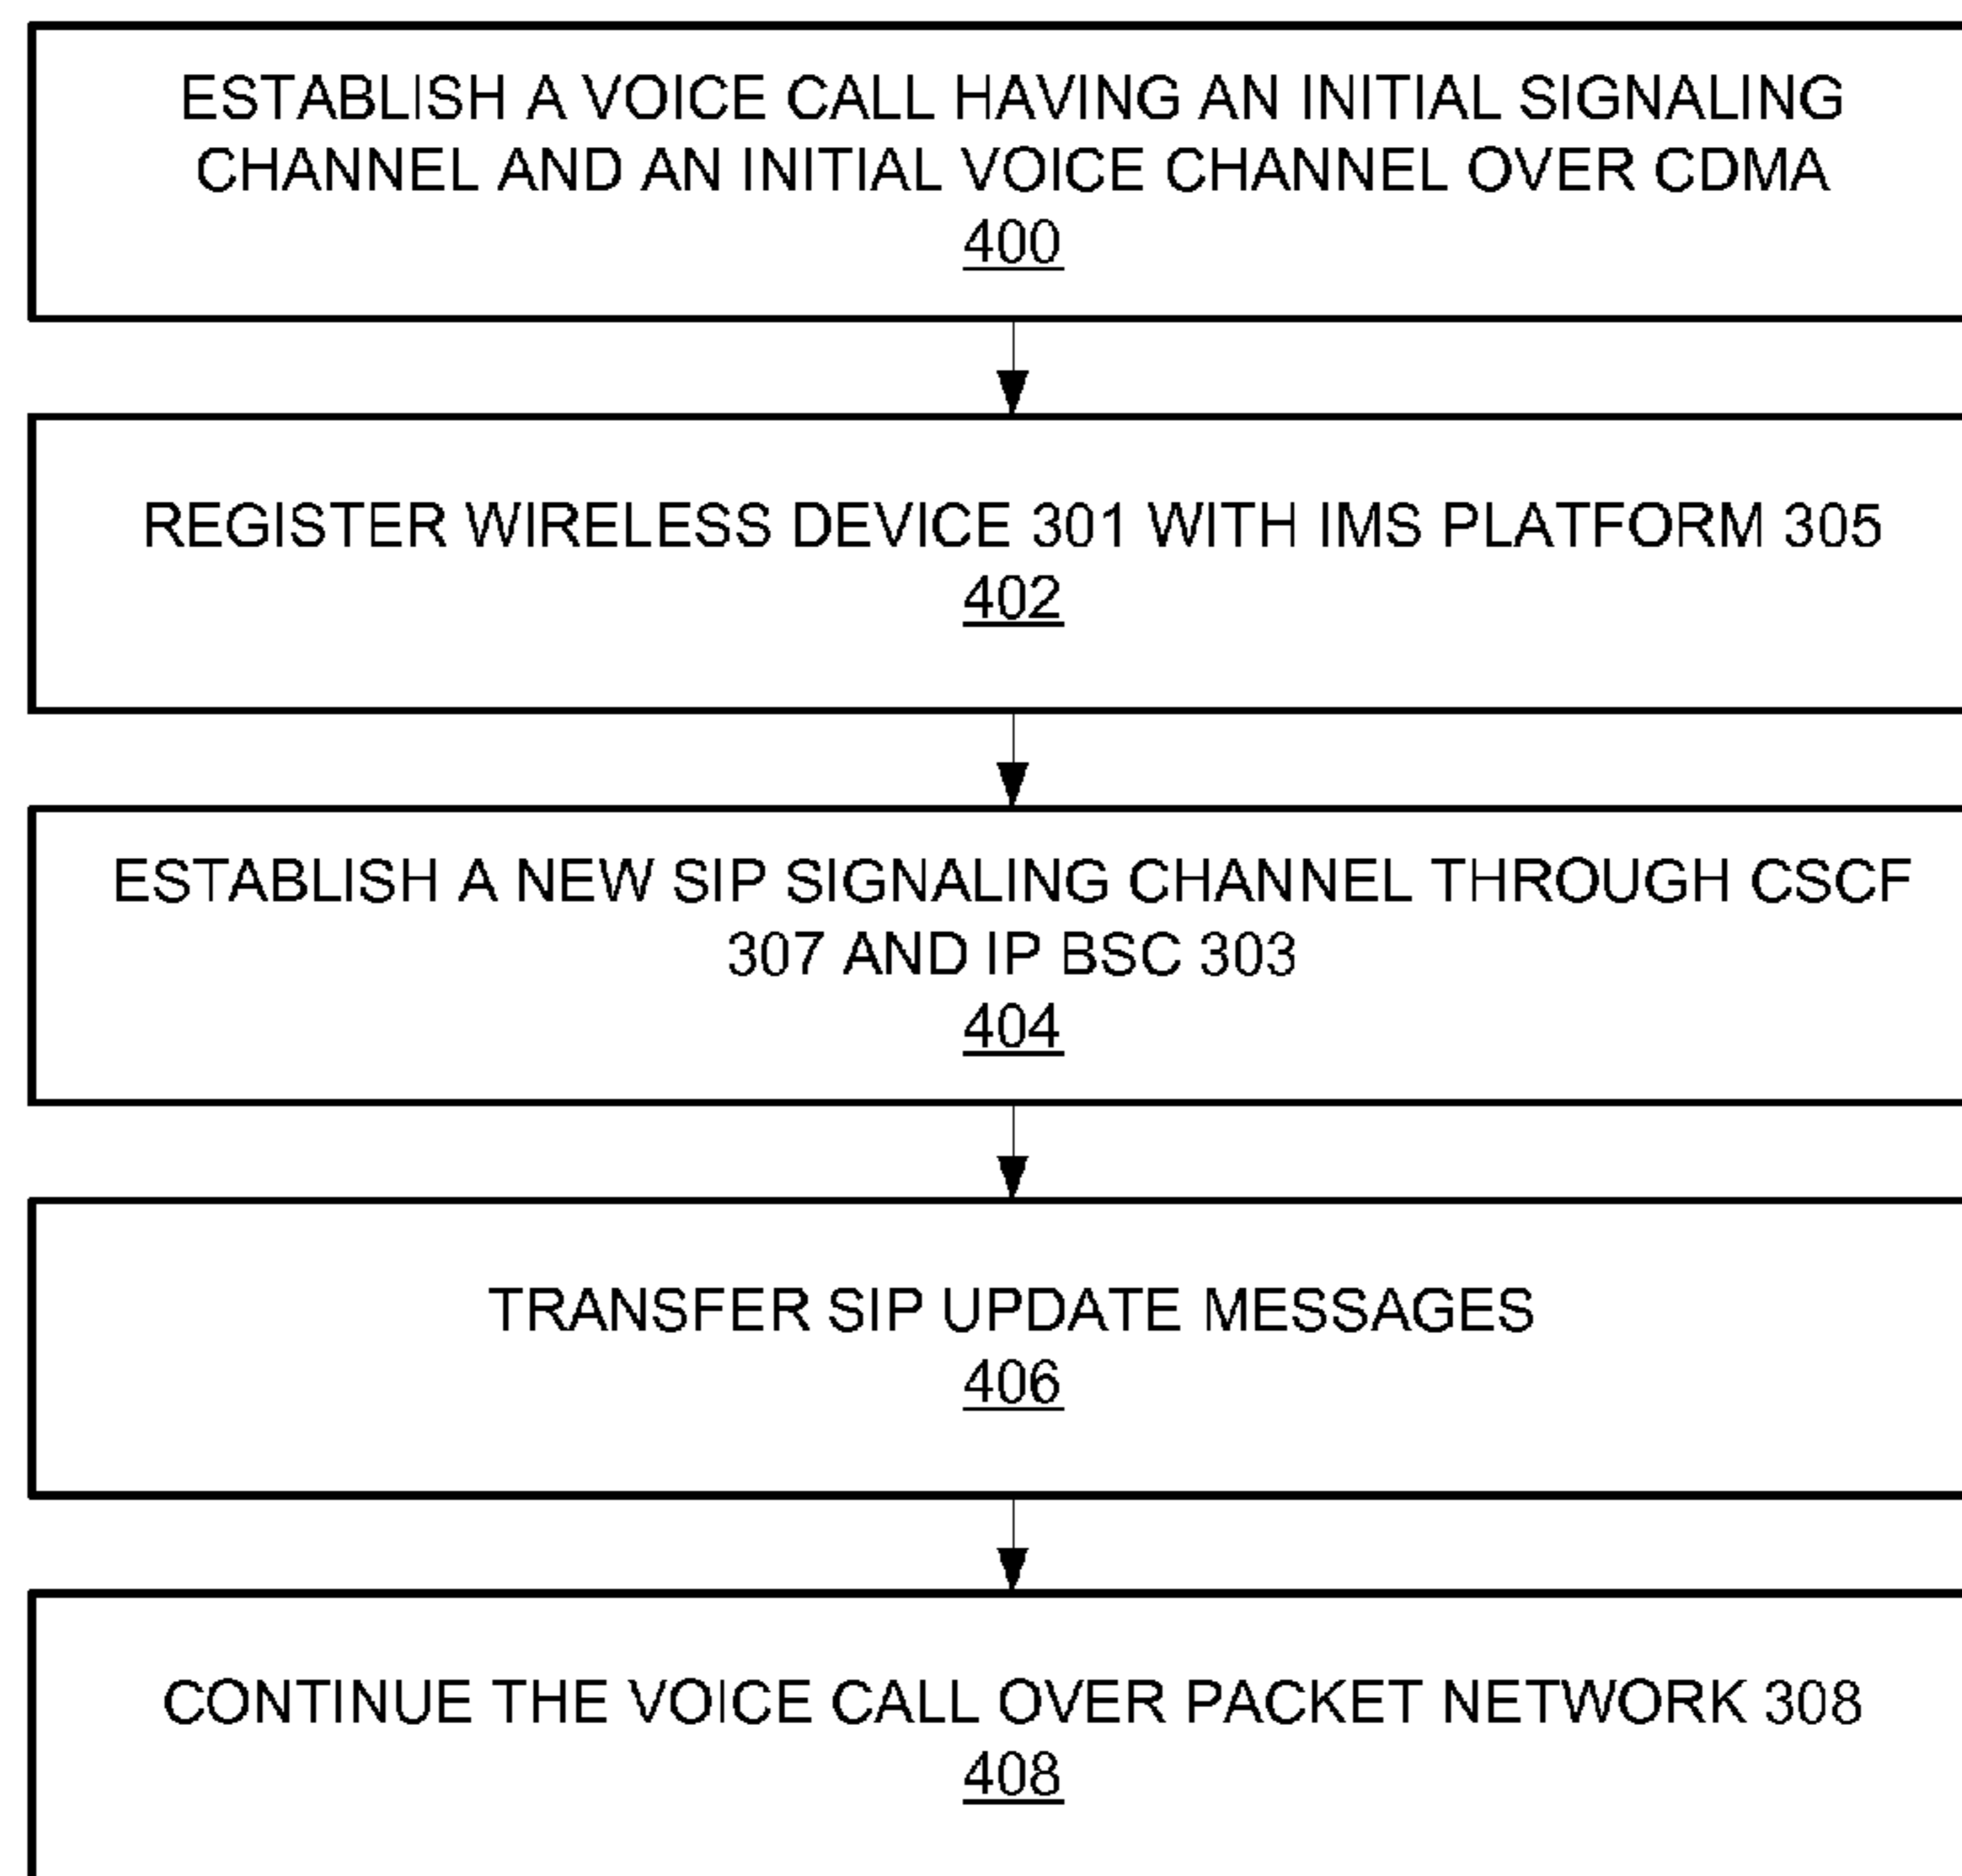 ESTABLISH A VOICE CALL HAVING AN INITIAL SIGNALING
CHANNEL AND AN INITIAL VOICE CHANNEL OVER CDMA
400
REGISTER WIRELESS DEVICE 301 WITH IMS PLATFORM 305
402
ESTABLISH A NEW SIP SIGNALING CHANNEL THROUGH CSCF
307 AND IP BSC 303
404
TRANSFER SIP UPDATE MESSAGES
406
CONTINUE THE VOICE CALL OVER PACKET NETWORK 308
408